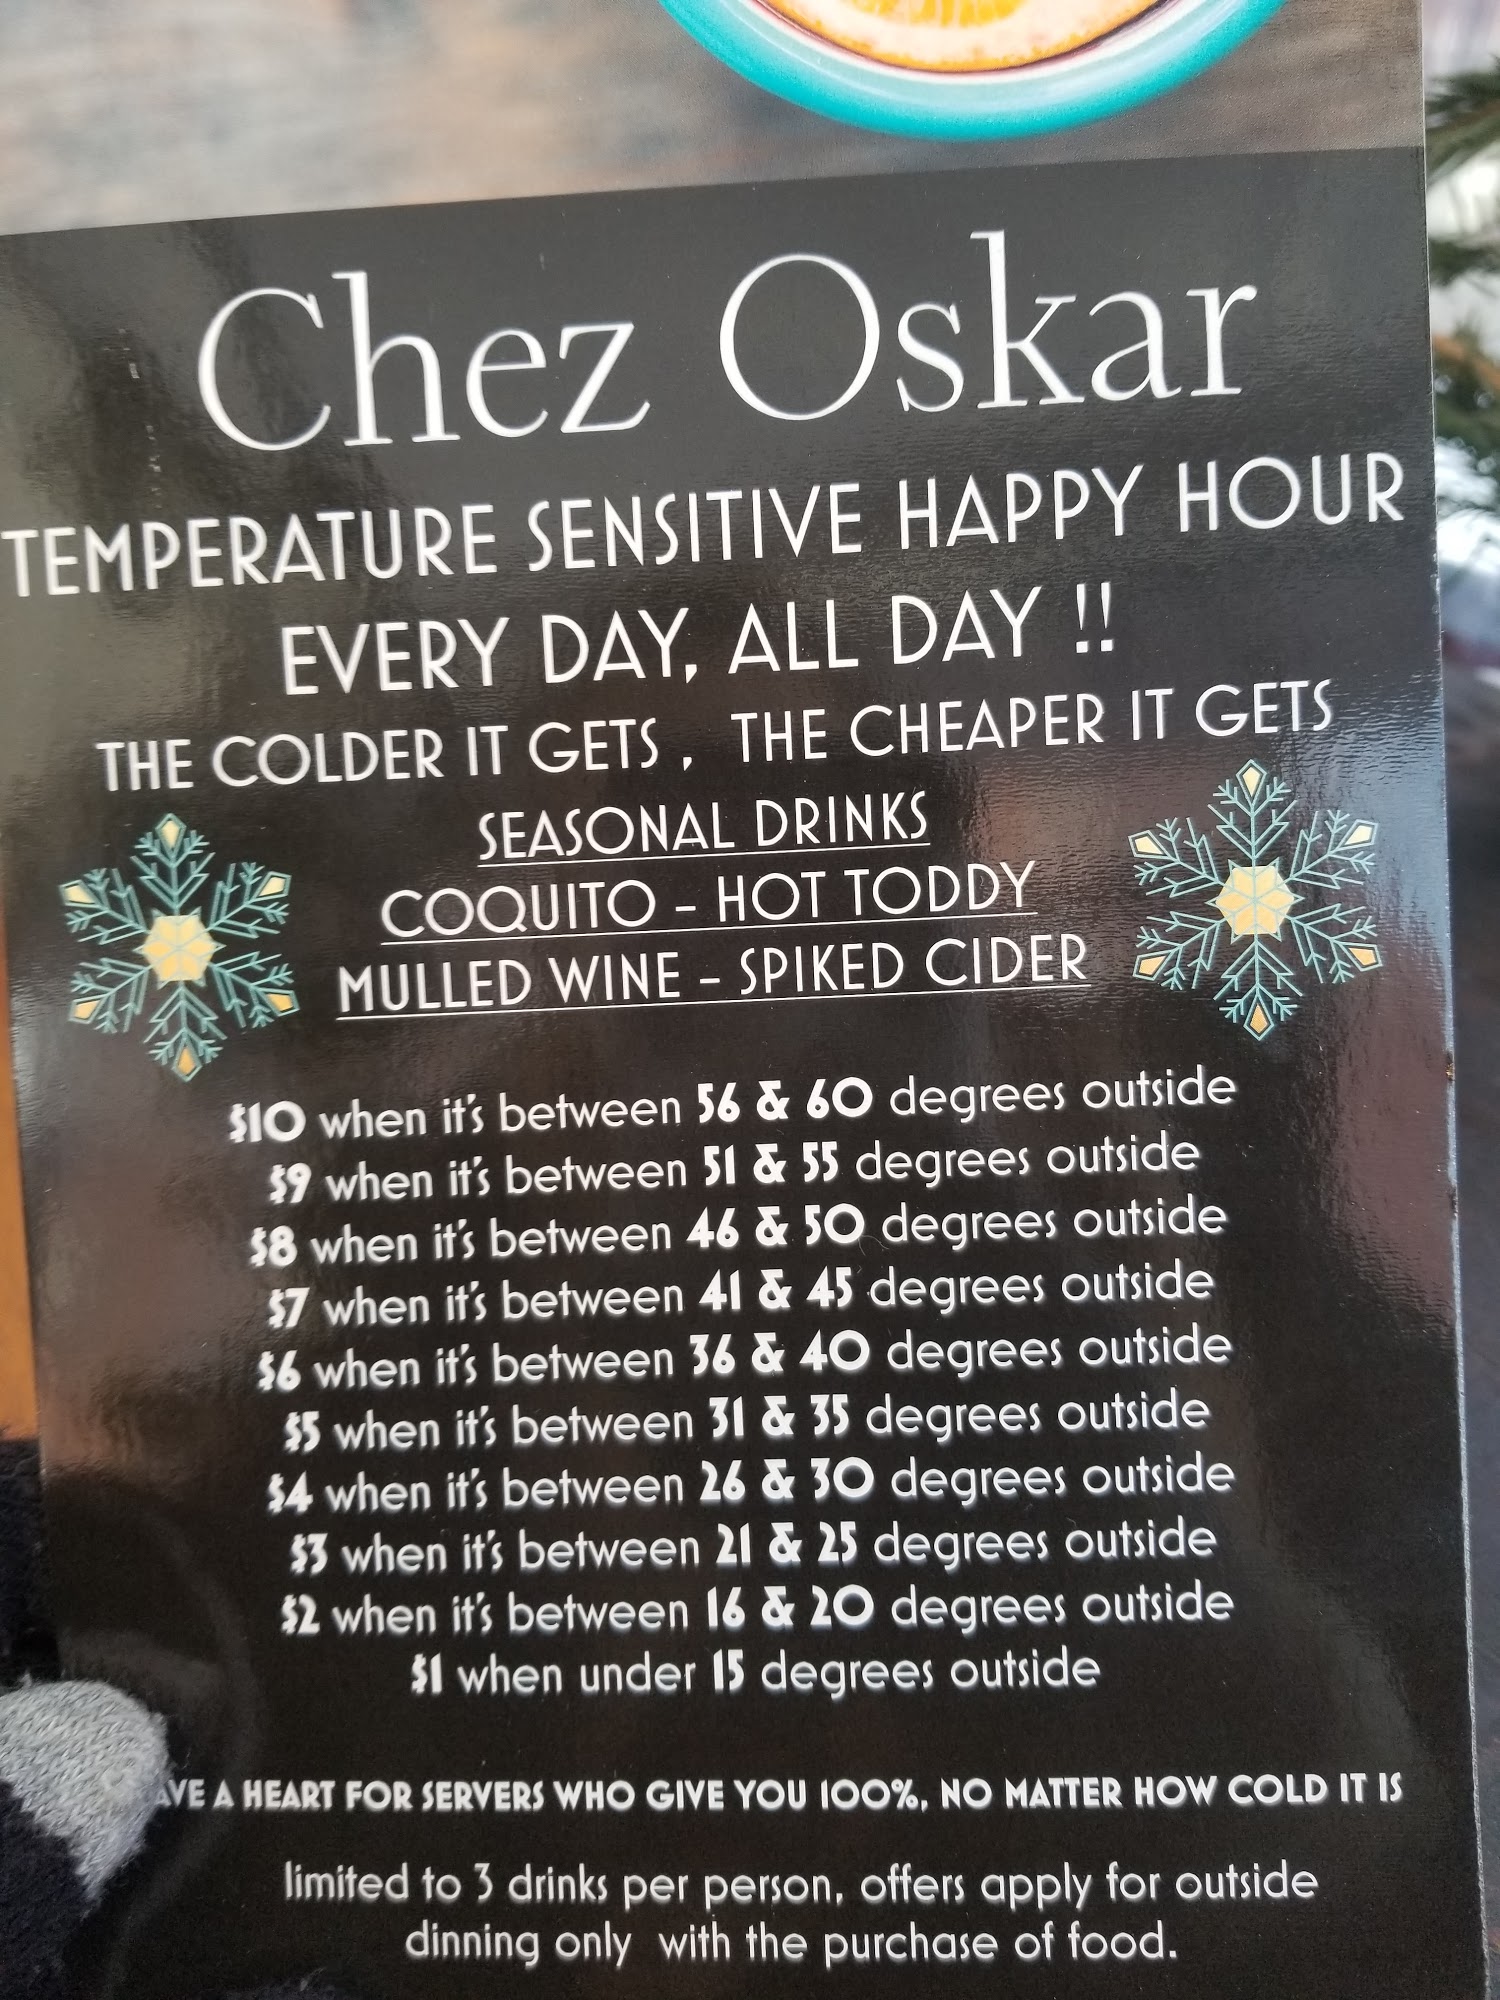 Chez Oskar
TEMPERATURE SENSITIVE HAPPY HOUR
EVERY DAY, ALL DAY !!
THE COLDER IT GETS , THE CHEAPER IT GETS
SEASONAL DRINKS
COQUITO - HOT TODDY
MULLED WINE - SPIKED CIDER
$10 when it's between 56 & 60 degrees outside
$9 when it's between 51 & 55 degrees outside
$8 when it's between 46 & 50 degrees outside
$7 when it's between 41 & 45 degrees outside
$6 when it's between 36 & 40 degrees outside
$5 when it's between 31 & 35 degrees outside
$4 when it's between 26 & 30 degrees outside
$3 when it's between 21 & 25 degrees outside
$2 when it's between 16 & 20 degrees outside
$1 when under 15 degrees outside
AVE A HEART FOR SERVERS WHO GIVE YOU 100%, NO MATTER HOW COLD IT IS
limited to 3 drinks per person, offers apply for outside
dinning only with the purchase of food.